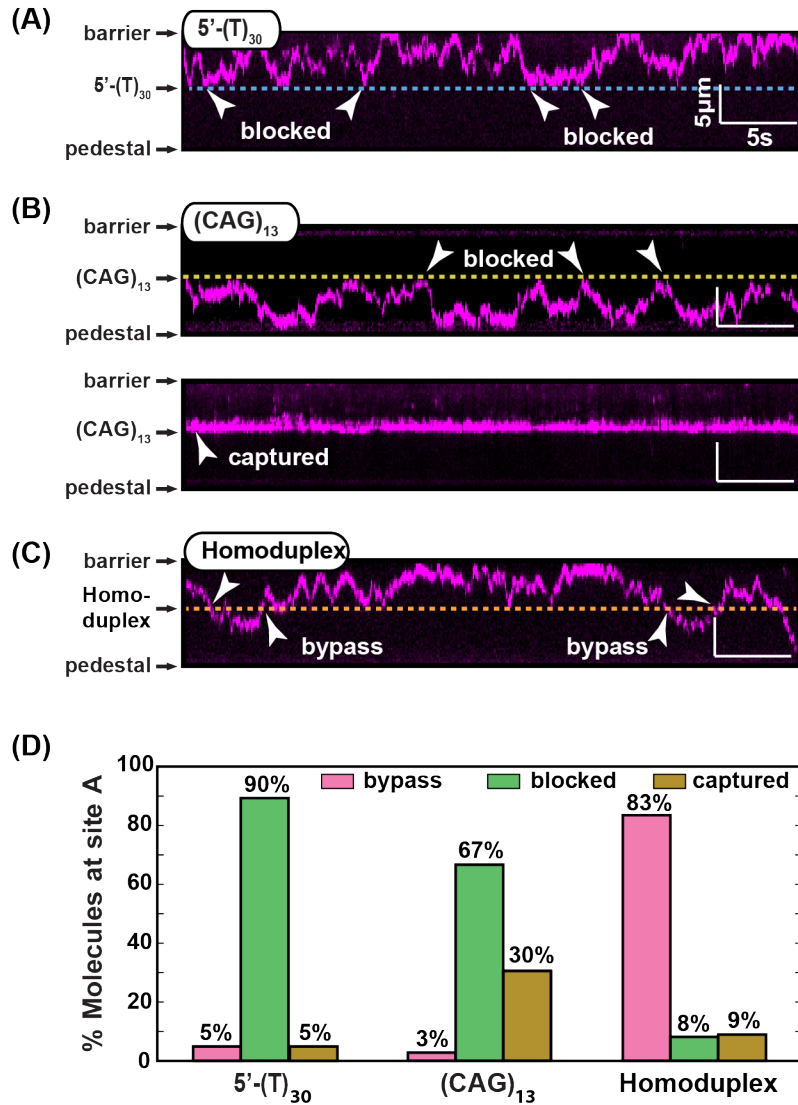 (A)
barrier
5’-(T)30
5’-(T)30
blocked
blocked
5μm
5s
pedestal
(B)
barrier
(CAG)13
(CAG)13
blocked
pedestal
barrier
(CAG)13
captured
pedestal
(C)
barrier
Homoduplex
Homo-
duplex
bypass
bypass
pedestal
(D)
% Molecules at site A
100
80
60
40
20
0
bypass
blocked
captured
5%
90%
5%
3%
67%
30%
83%
8%
9%
5’-(T)30
(CAG)13
Homoduplex